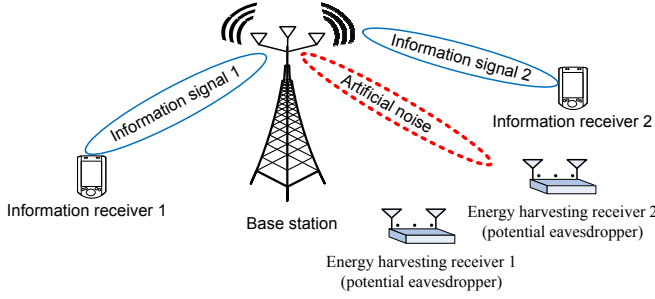 Information signal 1
Information signal 2
Artificial noise
Information receiver 2
Information receiver 1
Base station
Energy harvesting receiver 2
(potential eavesdropper)
Energy harvesting receiver 1
(potential eavesdropper)